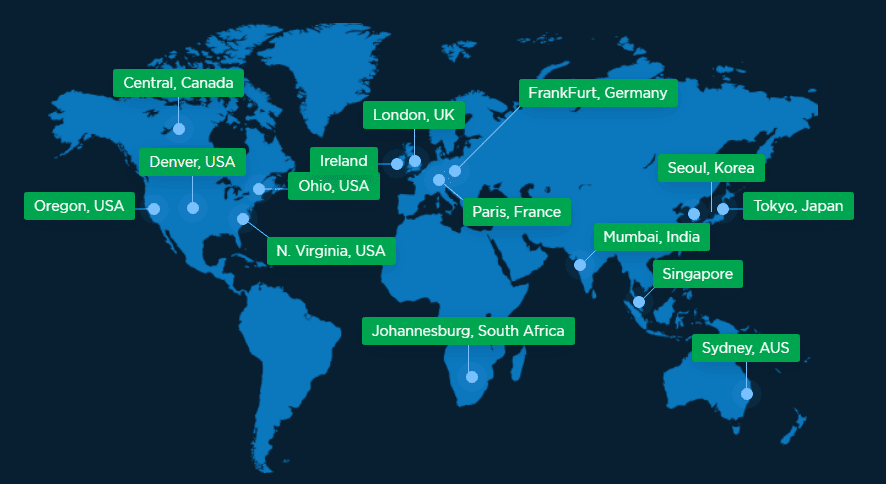 Central, Canada
FrankFurt, Germany
London, UK
Denver, USA
Ireland
Seoul, Korea
Ohio, USA
Oregon, USA
Tokyo, Japan
Paris, France
Mumbai, India
N. Virginia, USA
Singapore
Johannesburg, South Africa
Sydney, AUS